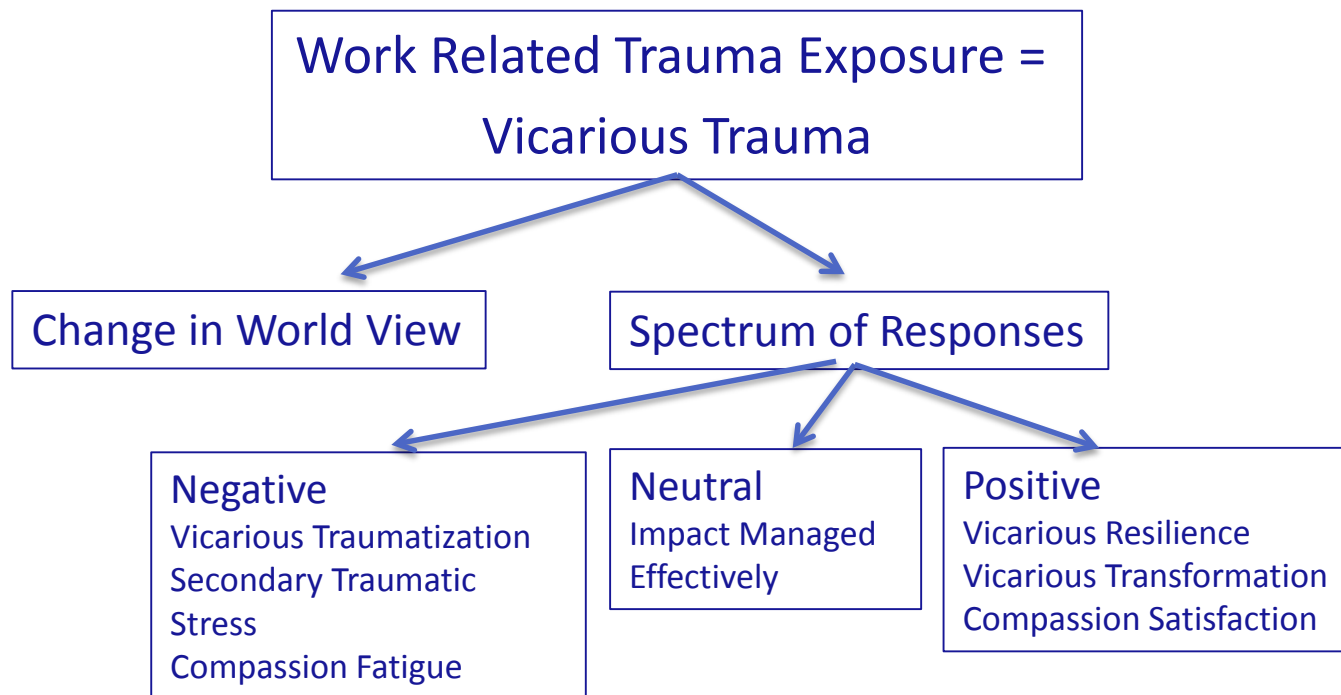 Work Related Trauma Exposure =
Vicarious Trauma
Change in World View
Spectrum of Responses
Negative
Vicarious Traumatization
Secondary Traumatic
Stress
Compassion Fatigue
Neutral
Impact Managed
Effectively
Positive
Vicarious Resilience
Vicarious Transformation
Compassion Satisfaction